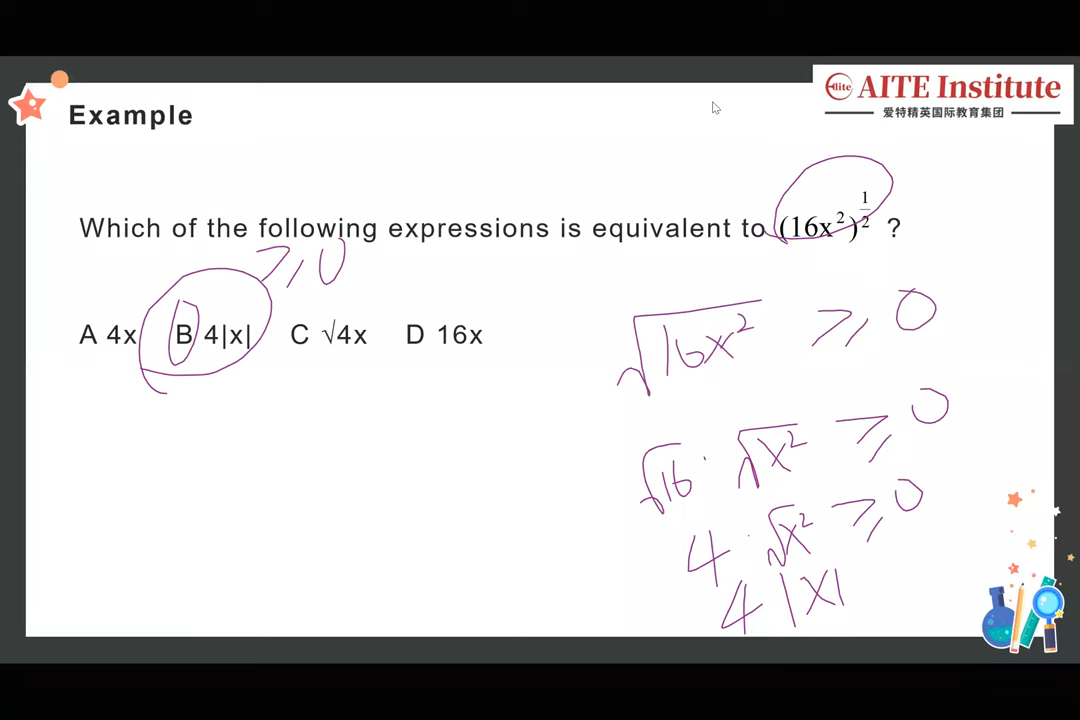 Elite AITE Institute
爱特精英国际教育集团
Example
Which of the following expressions is equivalent to (16x²)^(1/2) ?
≥0
A 4x B 4|x| C √4x D 16x
√16x² ≥ 0
√16 · √x² ≥ 0
4 · √x² ≥ 0
4 |x|